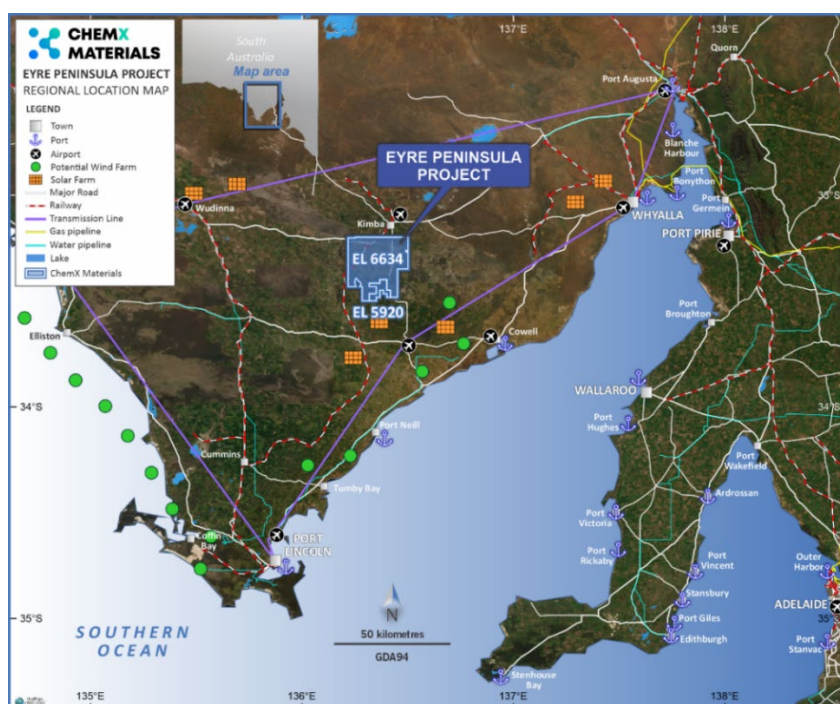 CHEMX
MATERIALS
EYRE PENINSULA PROJECT
REGIONAL LOCATION MAP
LEGEND
Town
Port
Airport
Potential Wind Farm
Solar Farm
Major Road
Railway
Transmission Line
Gas pipeline
Water pipeline
Lake
ChemX Materials
South
Australia
Map area
137°E
138°E
Quorn
Port Augusta
Blanche
Harbour
EYRE PENINSULA
PROJECT
Port
Bonython
Port
Germein
Wudinna
Kimba
WHYALLA
PORT PIRIE
EL 6634
EL 5920
Port
Broughton
Cowell
Elliston
WALLAROO
34°S
34°S
Port
Hughes
Port Neill
Port
Wakefield
Cummins
Tumby Bay
Ardrossan
Port
Victoria
Coffin
Bay
PORT
LINCOLN
Port
Rickaby
Port
Vincent
Outer
Harbor
Stansbury
ADELAIDE
35°S
35°S
Port Giles
Edithburgh
Port
Stanvac
SOUTHERN
OCEAN
N
50 kilometres
GDA94
Stenhouse
Bay
135°E
136°E
137°E
138°E